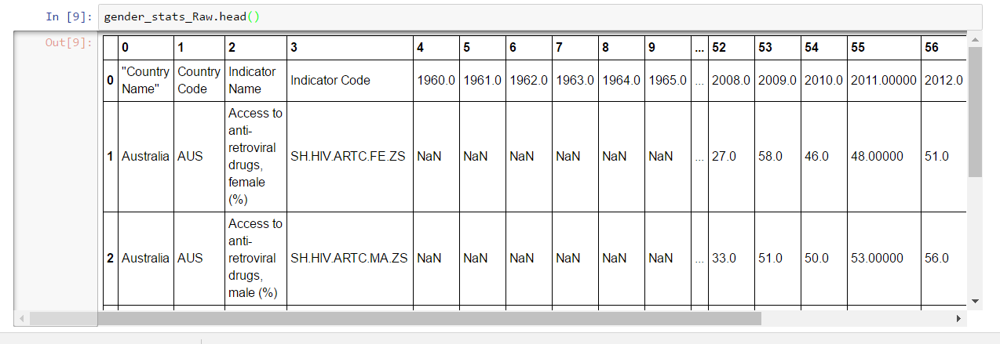 In [9]: gender_stats_Raw.head()
Out[9]:
0 1 2 3 4 5 6 7 8 9 ... 52 53 54 55 56
0 "Country Name" Country Code Indicator Name Indicator Code 1960.0 1961.0 1962.0 1963.0 1964.0 1965.0 ... 2008.0 2009.0 2010.0 2011.00000 2012.0
1 Australia AUS Access to anti-retroviral drugs, female (%) SH.HIV.ARTC.FE.ZS NaN NaN NaN NaN NaN NaN ... 27.0 58.0 46.0 48.00000 51.0
2 Australia AUS Access to anti-retroviral drugs, male (%) SH.HIV.ARTC.MA.ZS NaN NaN NaN NaN NaN NaN ... 33.0 51.0 50.0 53.00000 56.0